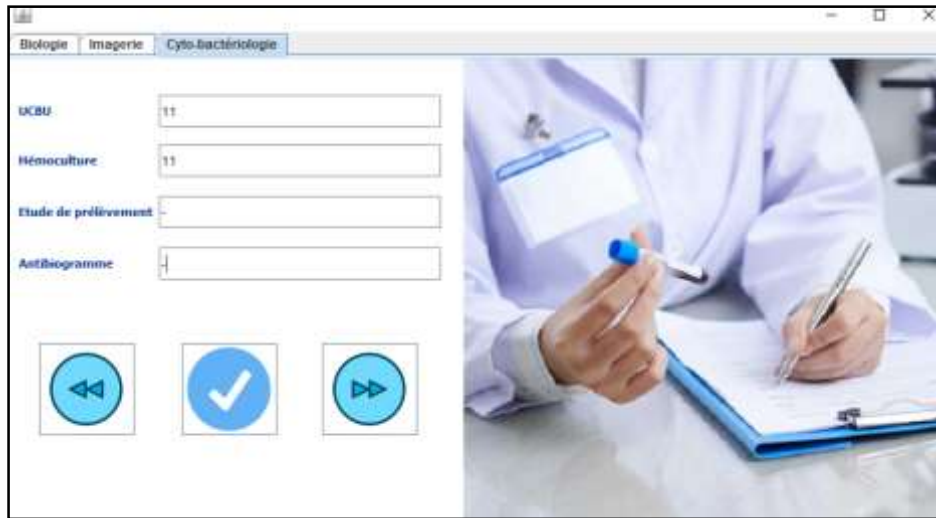 Biologie Imagerie Cyto-bactériologie
UCBU 11
Hémoculture 11
Etude de prélèvement -
Antibiogramme -